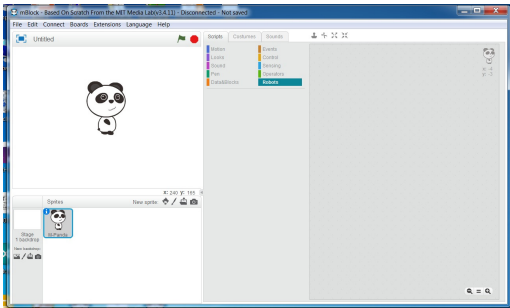 mBlock - Based On Scratch From the MIT Media Lab(v3.4.11) - Disconnected - Not saved
File Edit Connect Boards Extensions Language Help
Untitled
Scripts Costumes Sounds
Motion Events
Looks Control
Sound Sensing
Pen Operators
Data&Blocks Robots
X: 240 y: 165
Sprites New sprite:
Stage
1 backdrop
New backdrop:
M-Panda